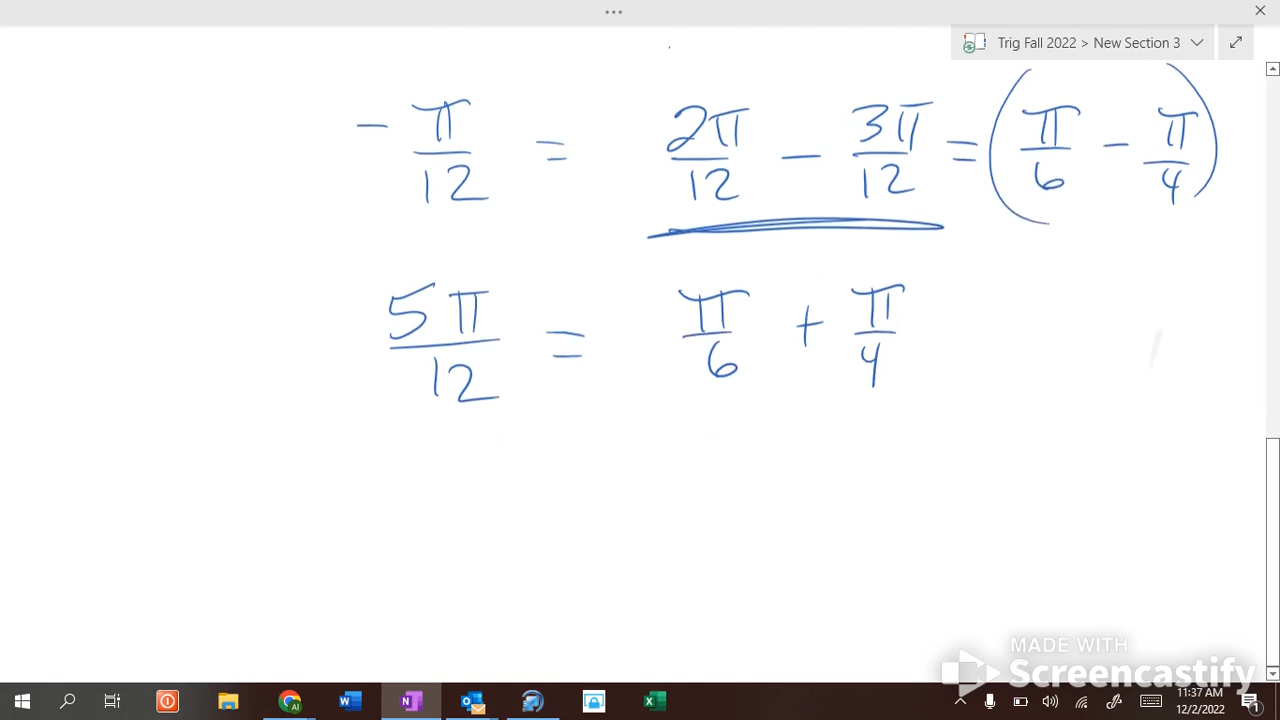 Trig Fall 2022 > New Section 3
- π/12 = 2π/12 - 3π/12 = (π/6 - π/4)
5π/12 = π/6 + π/4
MADE WITH
Screencastify
11:37 AM
12/2/2022
1